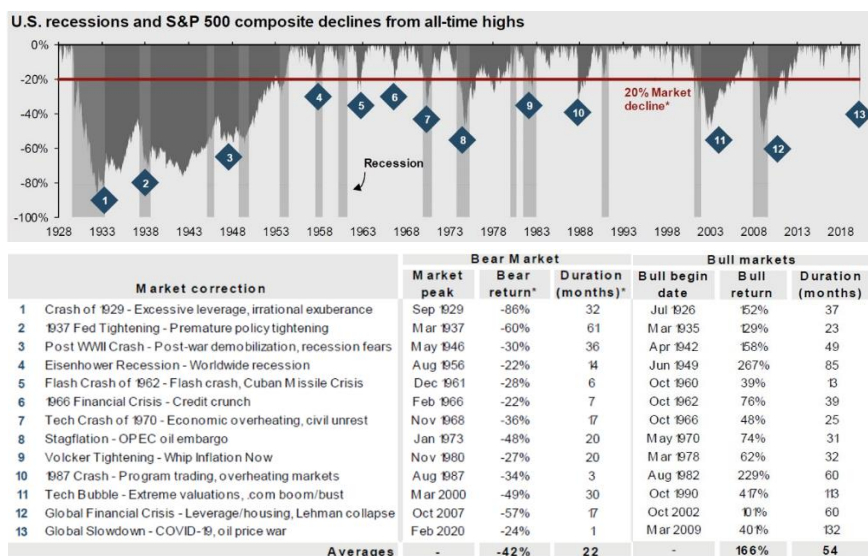 U.S. recessions and S&P 500 composite declines from all-time highs
0%
-20%
-40%
-60%
-80%
-100%
20% Market
decline*
Recession
1
2
3
4
5
6
7
8
9
10
11
12
13
1928 1933 1938 1943 1948 1953 1958 1963 1968 1973 1978 1983 1988 1993 1998 2003 2008 2013 2018
Bear Market Bull markets
Market correction Market peak Bear return* Duration (months)* Bull begin date Bull return Duration (months)
1 Crash of 1929 - Excessive leverage, irrational exuberance Sep 1929 -86% 32 Jul 1926 152% 37
2 1937 Fed Tightening - Premature policy tightening Mar 1937 -60% 61 Mar 1935 129% 23
3 Post WWII Crash - Post-war demobilization, recession fears May 1946 -30% 36 Apr 1942 158% 49
4 Eisenhower Recession - Worldwide recession Aug 1956 -22% 14 Jun 1949 267% 85
5 Flash Crash of 1962 - Flash crash, Cuban Missile Crisis Dec 1961 -28% 6 Oct 1960 39% 13
6 1966 Financial Crisis - Credit crunch Feb 1966 -22% 7 Oct 1962 76% 39
7 Tech Crash of 1970 - Economic overheating, civil unrest Nov 1968 -36% 17 Oct 1966 48% 25
8 Stagflation - OPEC oil embargo Jan 1973 -48% 20 May 1970 74% 31
9 Volcker Tightening - Whip Inflation Now Nov 1980 -27% 20 Mar 1978 62% 32
10 1987 Crash - Program trading, overheating markets Aug 1987 -34% 3 Aug 1982 229% 60
11 Tech Bubble - Extreme valuations, .com boom/bust Mar 2000 -49% 30 Oct 1990 417% 113
12 Global Financial Crisis - Leverage/housing, Lehman collapse Oct 2007 -57% 17 Oct 2002 101% 60
13 Global Slowdown - COVID-19, oil price war Feb 2020 -24% 1 Mar 2009 401% 132
Averages - -42% 22 - 166% 54